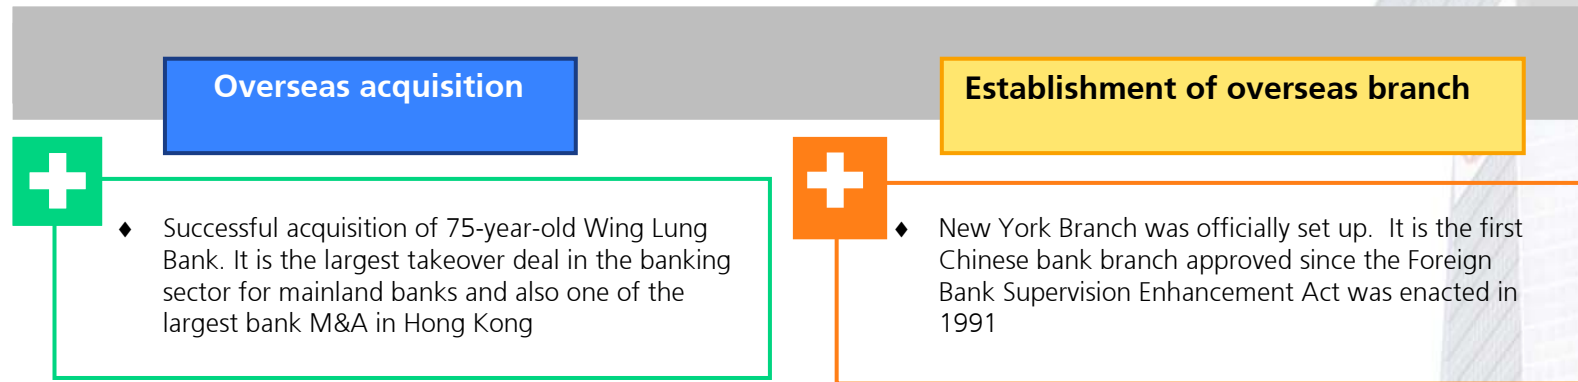 Overseas acquisition
♦ Successful acquisition of 75-year-old Wing Lung
Bank. It is the largest takeover deal in the banking
sector for mainland banks and also one of the
largest bank M&A in Hong Kong
Establishment of overseas branch
♦ New York Branch was officially set up.  It is the first
Chinese bank branch approved since the Foreign
Bank Supervision Enhancement Act was enacted in
1991